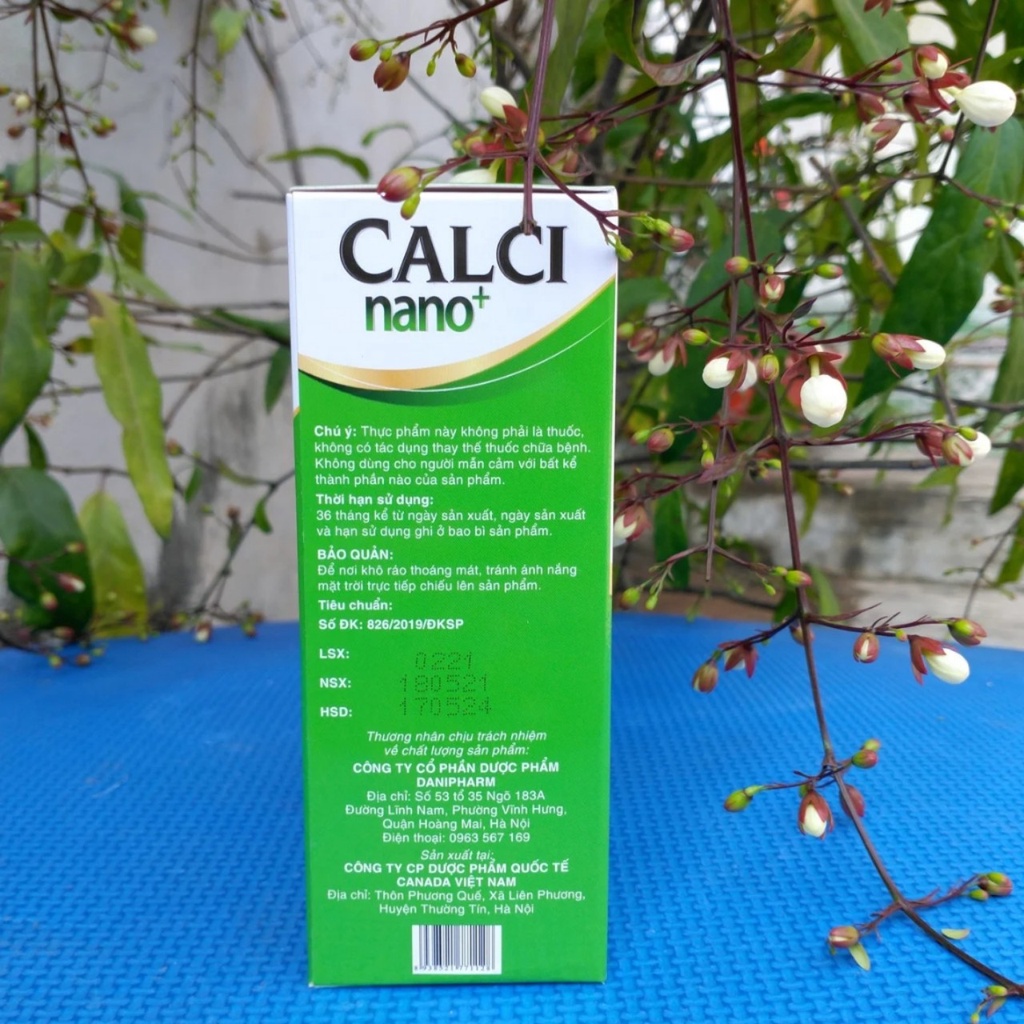 CALCI
nano+
Chú ý: Thực phẩm này không phải là thuốc,
không có tác dụng thay thế thuốc chữa bệnh.
Không dùng cho người mẫn cảm với bất kể
thành phần nào của sản phẩm.
Thời hạn sử dụng:
36 tháng kể từ ngày sản xuất, ngày sản xuất
và hạn sử dụng ghi ở bao bì sản phẩm.
BẢO QUẢN:
Để nơi khô ráo thoáng mát, tránh ánh nắng
mặt trời trực tiếp chiếu lên sản phẩm.
Tiêu chuẩn:
Số ĐK: 826/2019/ĐKSP
LSX: 0221
NSX: 180521
HSD: 170524
Thương nhân chịu trách nhiệm
về chất lượng sản phẩm:
CÔNG TY CỔ PHẦN DƯỢC PHẨM
DANIPHARM
Địa chỉ: Số 53 tổ 35 Ngõ 183A
Đường Lĩnh Nam, Phường Vĩnh Hưng,
Quận Hoàng Mai, Hà Nội
Điện thoại: 0963 567 169
Sản xuất tại:
CÔNG TY CP DƯỢC PHẨM QUỐC TẾ
CANADA VIỆT NAM
Địa chỉ: Thôn Phương Quế, Xã Liên Phương,
Huyện Thường Tín, Hà Nội